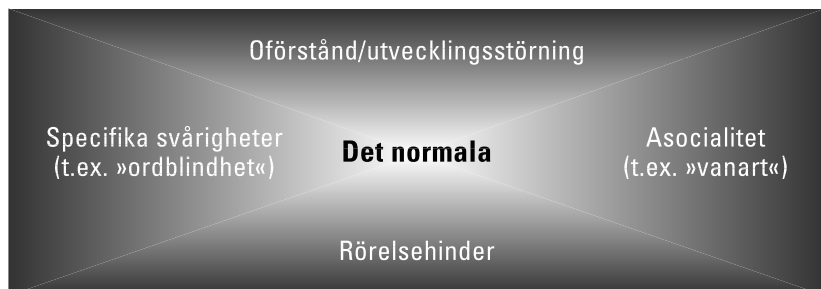 Oförstånd/utvecklingsstörning
Specifika svårigheter
(t.ex. »ordblindhet«)
Det normala
Asocialitet
(t.ex. »vanart«)
Rörelsehinder